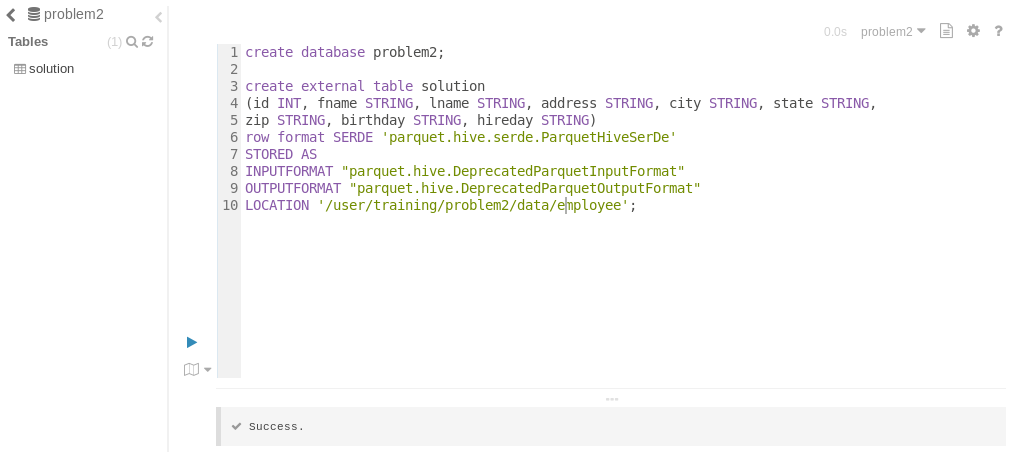 problem2
Tables (1)
solution
0.0s problem2 ?
1 create database problem2;
2
3 create external table solution
4 (id INT, fname STRING, lname STRING, address STRING, city STRING, state STRING,
5 zip STRING, birthday STRING, hireday STRING)
6 row format SERDE 'parquet.hive.serde.ParquetHiveSerDe'
7 STORED AS
8 INPUTFORMAT "parquet.hive.DeprecatedParquetInputFormat"
9 OUTPUTFORMAT "parquet.hive.DeprecatedParquetOutputFormat"
10 LOCATION '/user/training/problem2/data/employee';
Success.